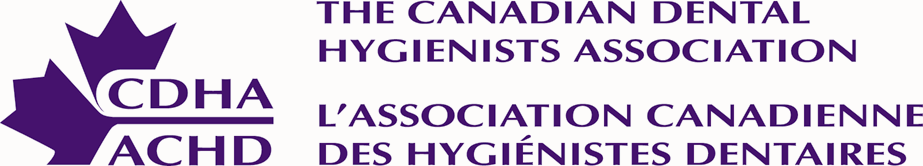 CDHA
ACHD
THE CANADIAN DENTAL
HYGIENISTS ASSOCIATION
L'ASSOCIATION CANADIENNE
DES HYGIÉNISTES DENTAIRES